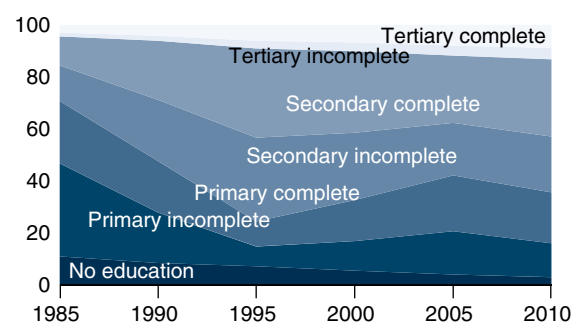 100
Tertiary complete
Tertiary incomplete
80
Secondary complete
60
Secondary incomplete
40
Primary complete
Primary incomplete
20
No education
0
1985 1990 1995 2000 2005 2010